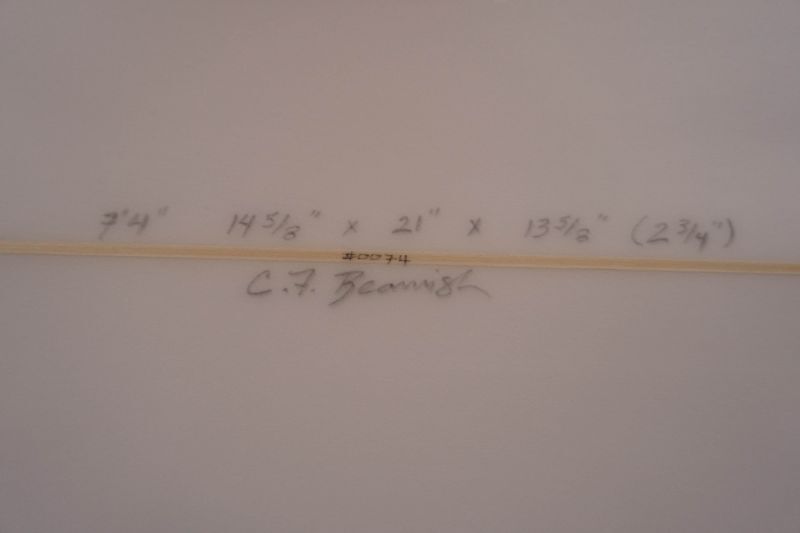 7'4" 14 5/8" x 21" x 13 5/8" (2 3/4")
#0074
C.F. Beamish